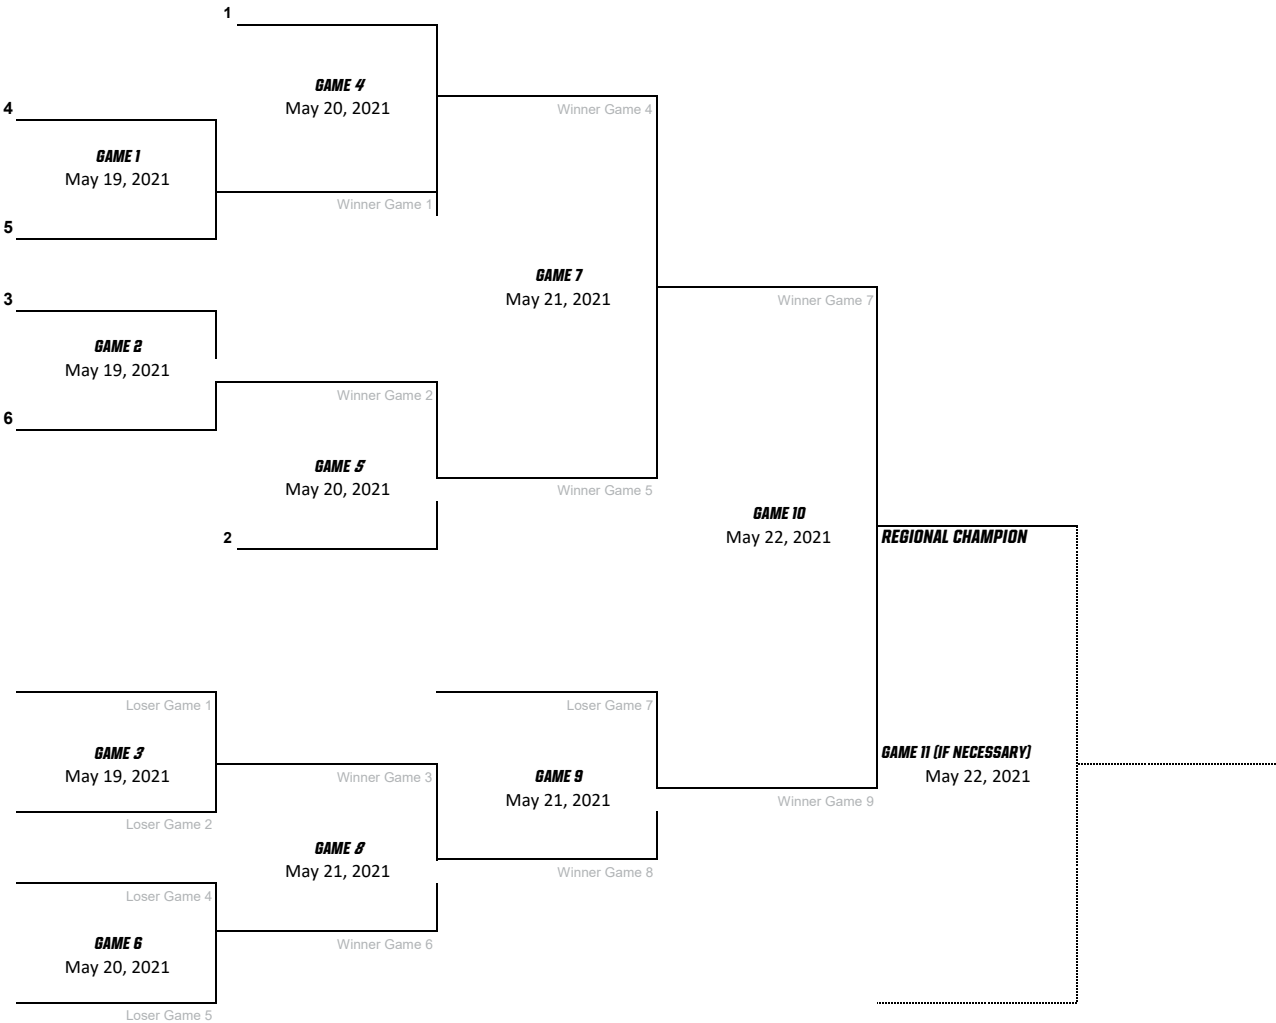 1
GAME 4
May 20, 2021
Winner Game 4
4
GAME 1
May 19, 2021
Winner Game 1
5
GAME 7
May 21, 2021
Winner Game 7
3
GAME 2
May 19, 2021
Winner Game 2
6
GAME 5
May 20, 2021
Winner Game 5
2
GAME 10
May 22, 2021
REGIONAL CHAMPION
Loser Game 1
GAME 3
May 19, 2021
Winner Game 3
Loser Game 2
Loser Game 7
GAME 9
May 21, 2021
Winner Game 9
GAME 11 (IF NECESSARY)
May 22, 2021
GAME 8
May 21, 2021
Winner Game 8
Loser Game 4
GAME 6
May 20, 2021
Winner Game 6
Loser Game 5